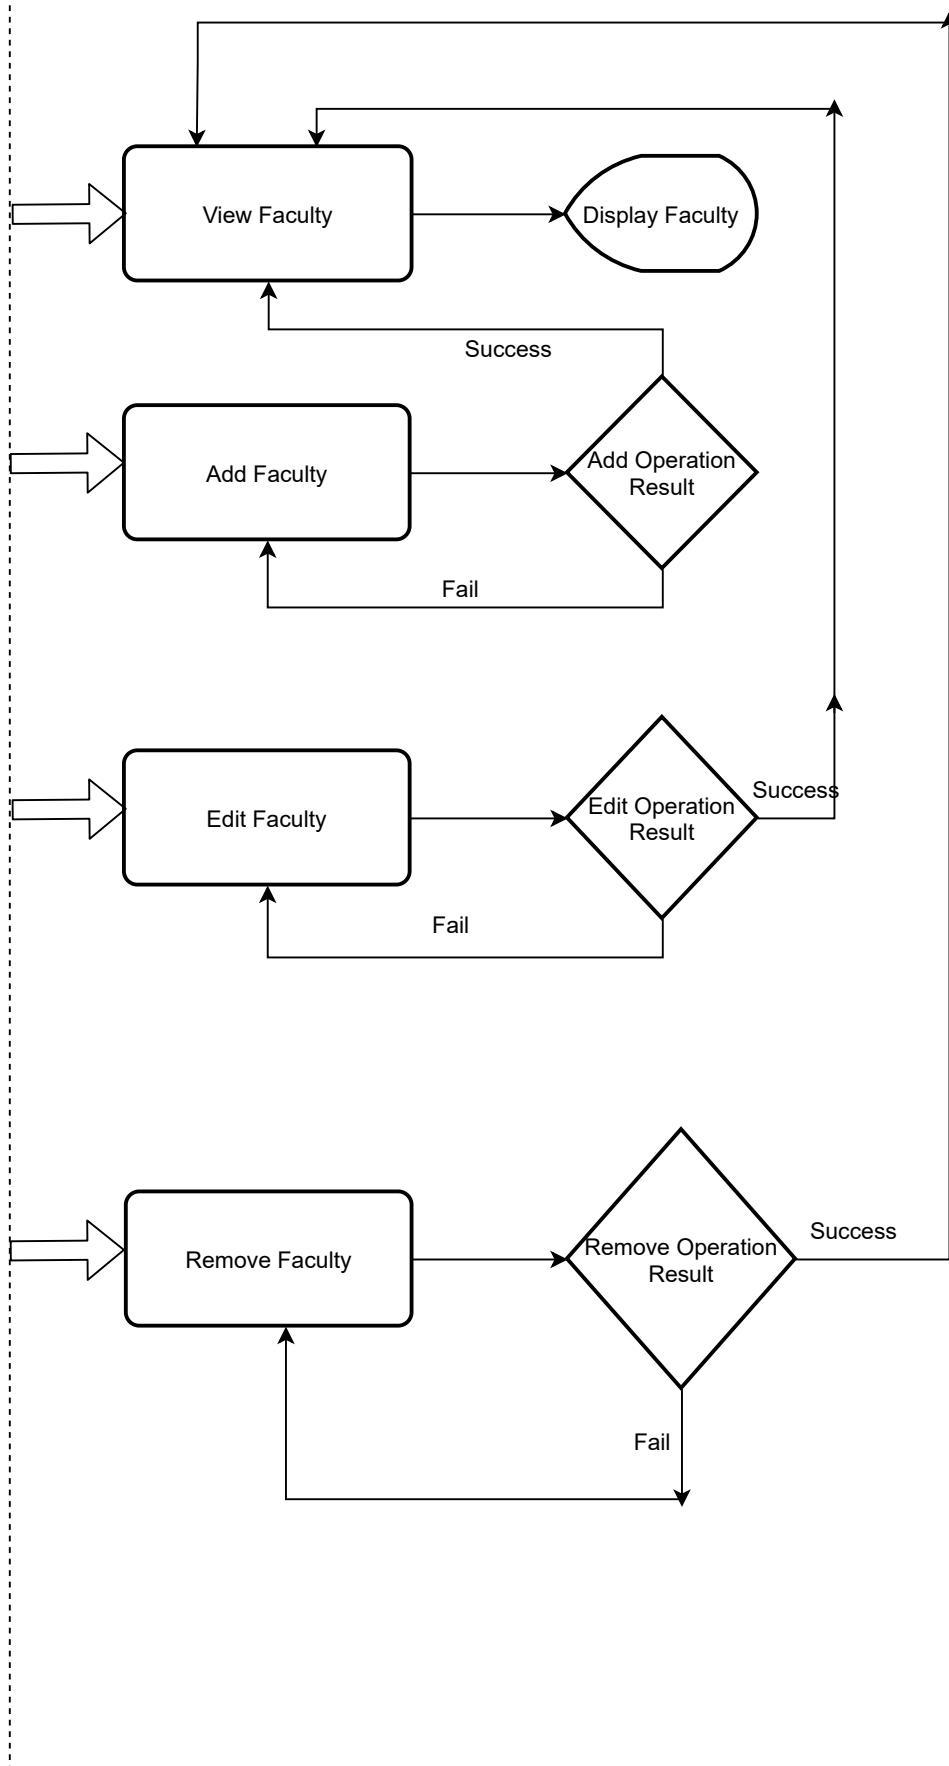 View Faculty
Display Faculty
Success
Add Faculty
Add Operation
Result
Fail
Edit Faculty
Edit Operation
Result
Success
Fail
Remove Faculty
Remove Operation
Result
Success
Fail